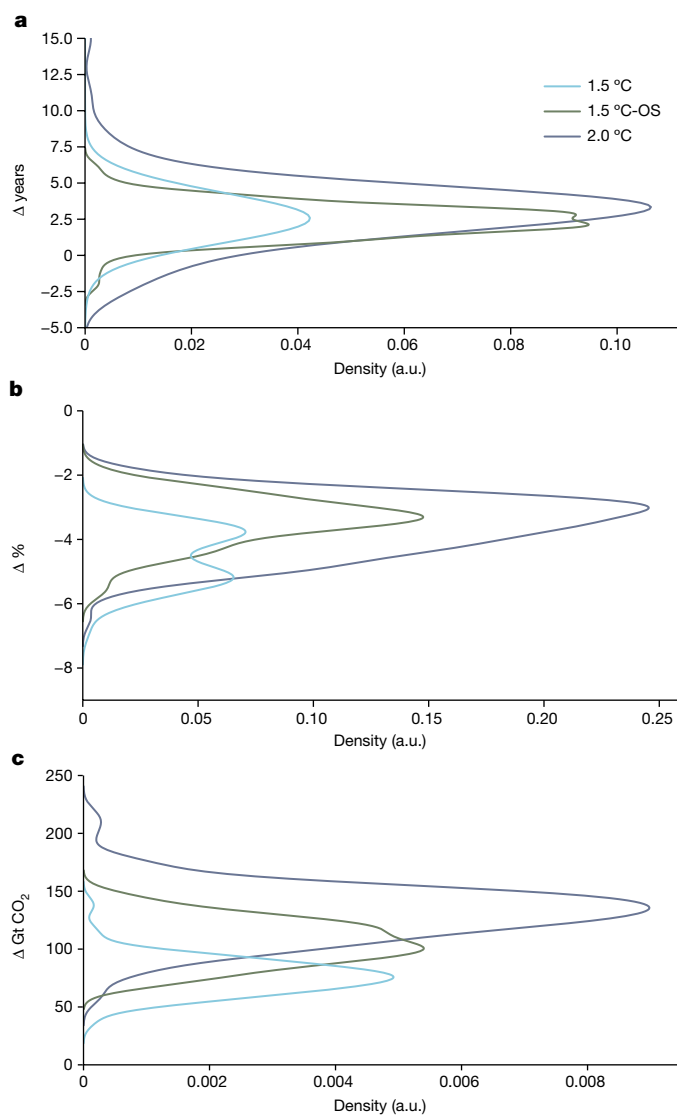 a
15.0
12.5
10.0
7.5
5.0
2.5
0
−2.5
−5.0
Δ years
1.5 ºC
1.5 ºC-OS
2.0 ºC
0 0.02 0.04 0.06 0.08 0.10
Density (a.u.)
b
0
−2
−4
−6
−8
Δ %
0 0.05 0.10 0.15 0.20 0.25
Density (a.u.)
c
250
200
150
100
50
0
Δ Gt CO₂
0 0.002 0.004 0.006 0.008
Density (a.u.)